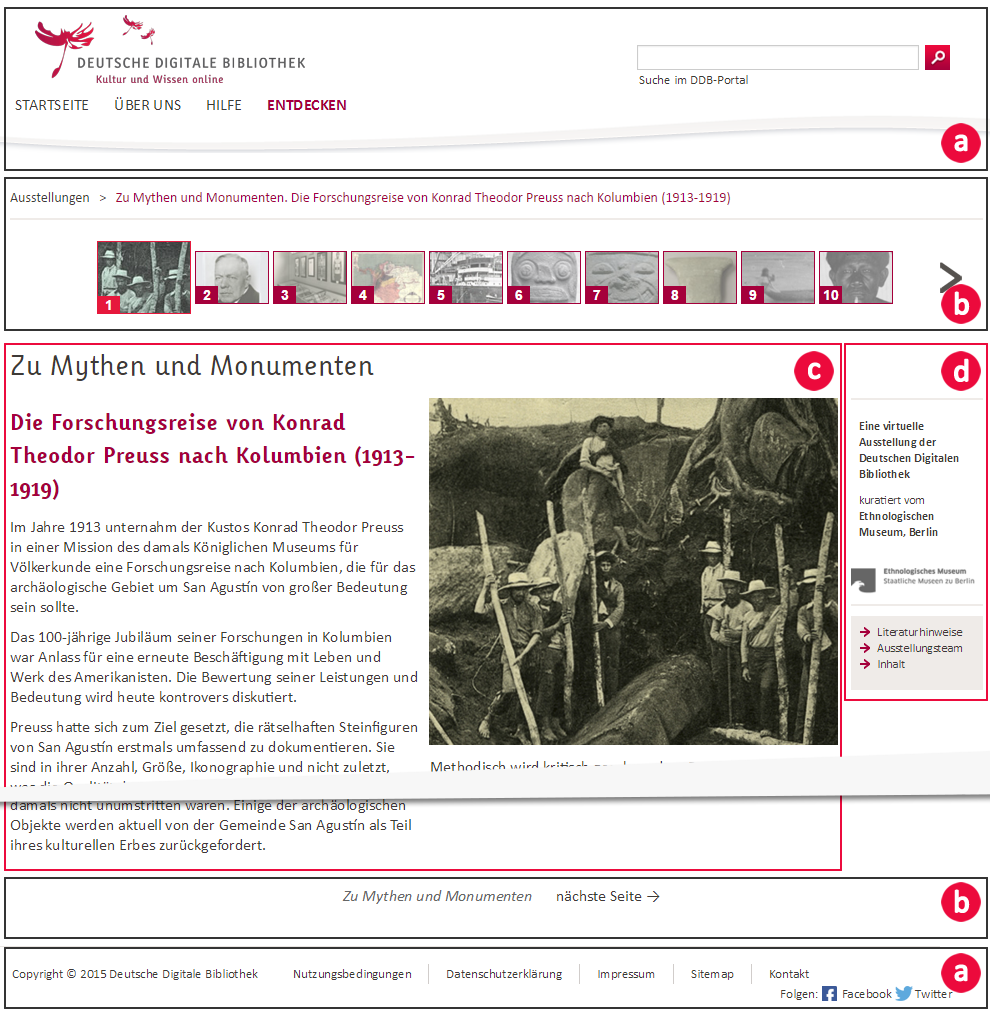 DEUTSCHE DIGITALE BIBLIOTHEK
Kultur und Wissen online
Suche im DDB-Portal
STARTSEITE ÜBER UNS HILFE ENTDECKEN
a
Ausstellungen > Zu Mythen und Monumenten. Die Forschungsreise von Konrad Theodor Preuss nach Kolumbien (1913-1919)
1 2 3 4 5 6 7 8 9 10
b
Zu Mythen und Monumenten
c
Die Forschungsreise von Konrad
Theodor Preuss nach Kolumbien (1913-
1919)
Im Jahre 1913 unternahm der Kustos Konrad Theodor Preuss
in einer Mission des damals Königlichen Museums für
Völkerkunde eine Forschungsreise nach Kolumbien, die für das
archäologische Gebiet um San Agustín von großer Bedeutung
sein sollte.
Das 100-jährige Jubiläum seiner Forschungen in Kolumbien
war Anlass für eine erneute Beschäftigung mit Leben und
Werk des Amerikanisten. Die Bewertung seiner Leistungen und
Bedeutung wird heute kontrovers diskutiert.
Preuss hatte sich zum Ziel gesetzt, die rätselhaften Steinfiguren
von San Agustín erstmals umfassend zu dokumentieren. Sie
sind in ihrer Anzahl, Größe, Ikonographie und nicht zuletzt,
damals nicht unumstritten waren. Einige der archäologischen
Objekte werden aktuell von der Gemeinde San Agustín als Teil
ihres kulturellen Erbes zurückgefordert.
Methodisch wird kritisch
d
Eine virtuelle
Ausstellung der
Deutschen Digitalen
Bibliothek
kuratiert vom
Ethnologischen
Museum, Berlin
Ethnologisches Museum
Staatliche Museen zu Berlin
Literaturhinweise
Ausstellungsteam
Inhalt
Zu Mythen und Monumenten nächste Seite →
b
Copyright © 2015 Deutsche Digitale Bibliothek Nutzungsbedingungen Datenschutzerklärung Impressum Sitemap Kontakt
a
Folgen: Facebook Twitter